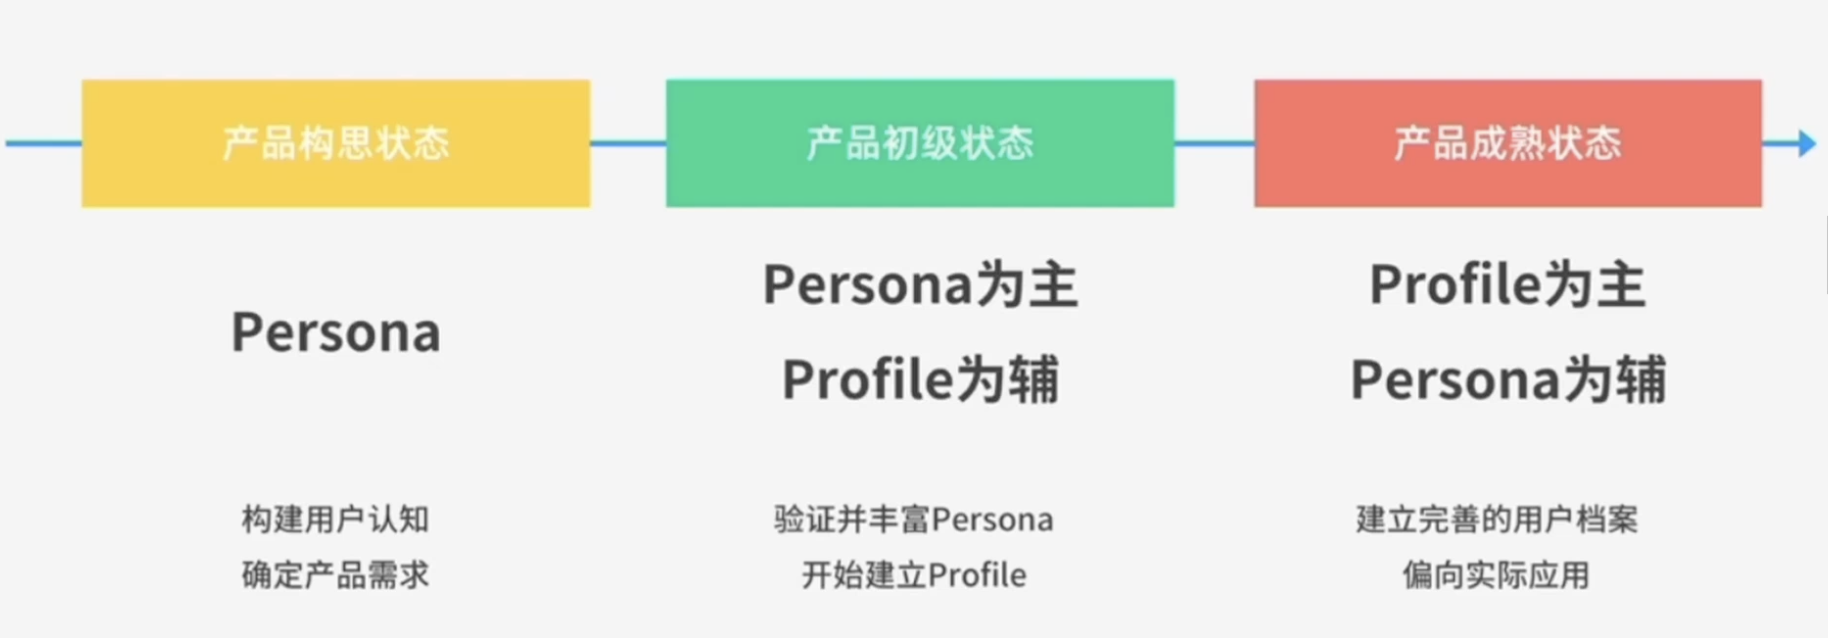 产品构思状态
产品初级状态
产品成熟状态
Persona
Persona为主
Profile为辅
Profile为主
Persona为辅
构建用户认知
确定产品需求
验证并丰富Persona
开始建立Profile
建立完善的用户档案
偏向实际应用